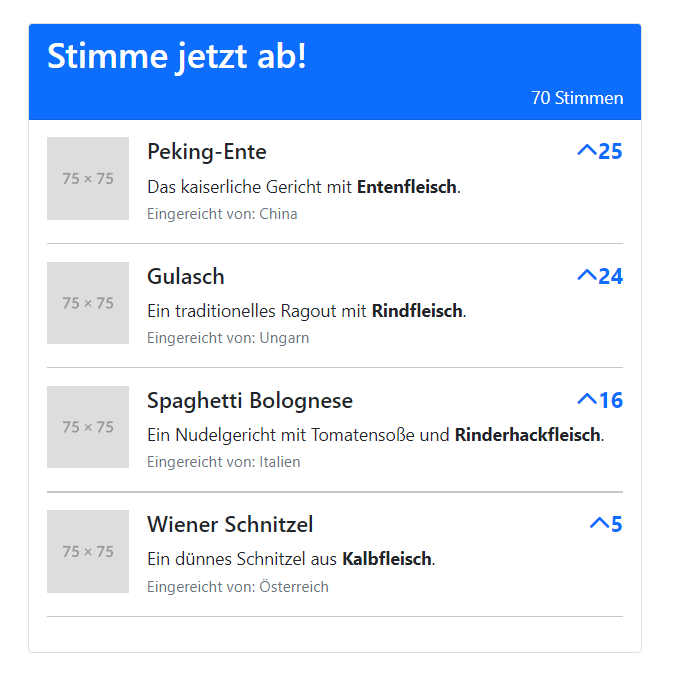 Stimme jetzt ab!
70 Stimmen
75 × 75
Peking-Ente
25
Das kaiserliche Gericht mit Entenfleisch.
Eingereicht von: China
75 × 75
Gulasch
24
Ein traditionelles Ragout mit Rindfleisch.
Eingereicht von: Ungarn
75 × 75
Spaghetti Bolognese
16
Ein Nudelgericht mit Tomatensoße und Rinderhackfleisch.
Eingereicht von: Italien
75 × 75
Wiener Schnitzel
5
Ein dünnes Schnitzel aus Kalbfleisch.
Eingereicht von: Österreich